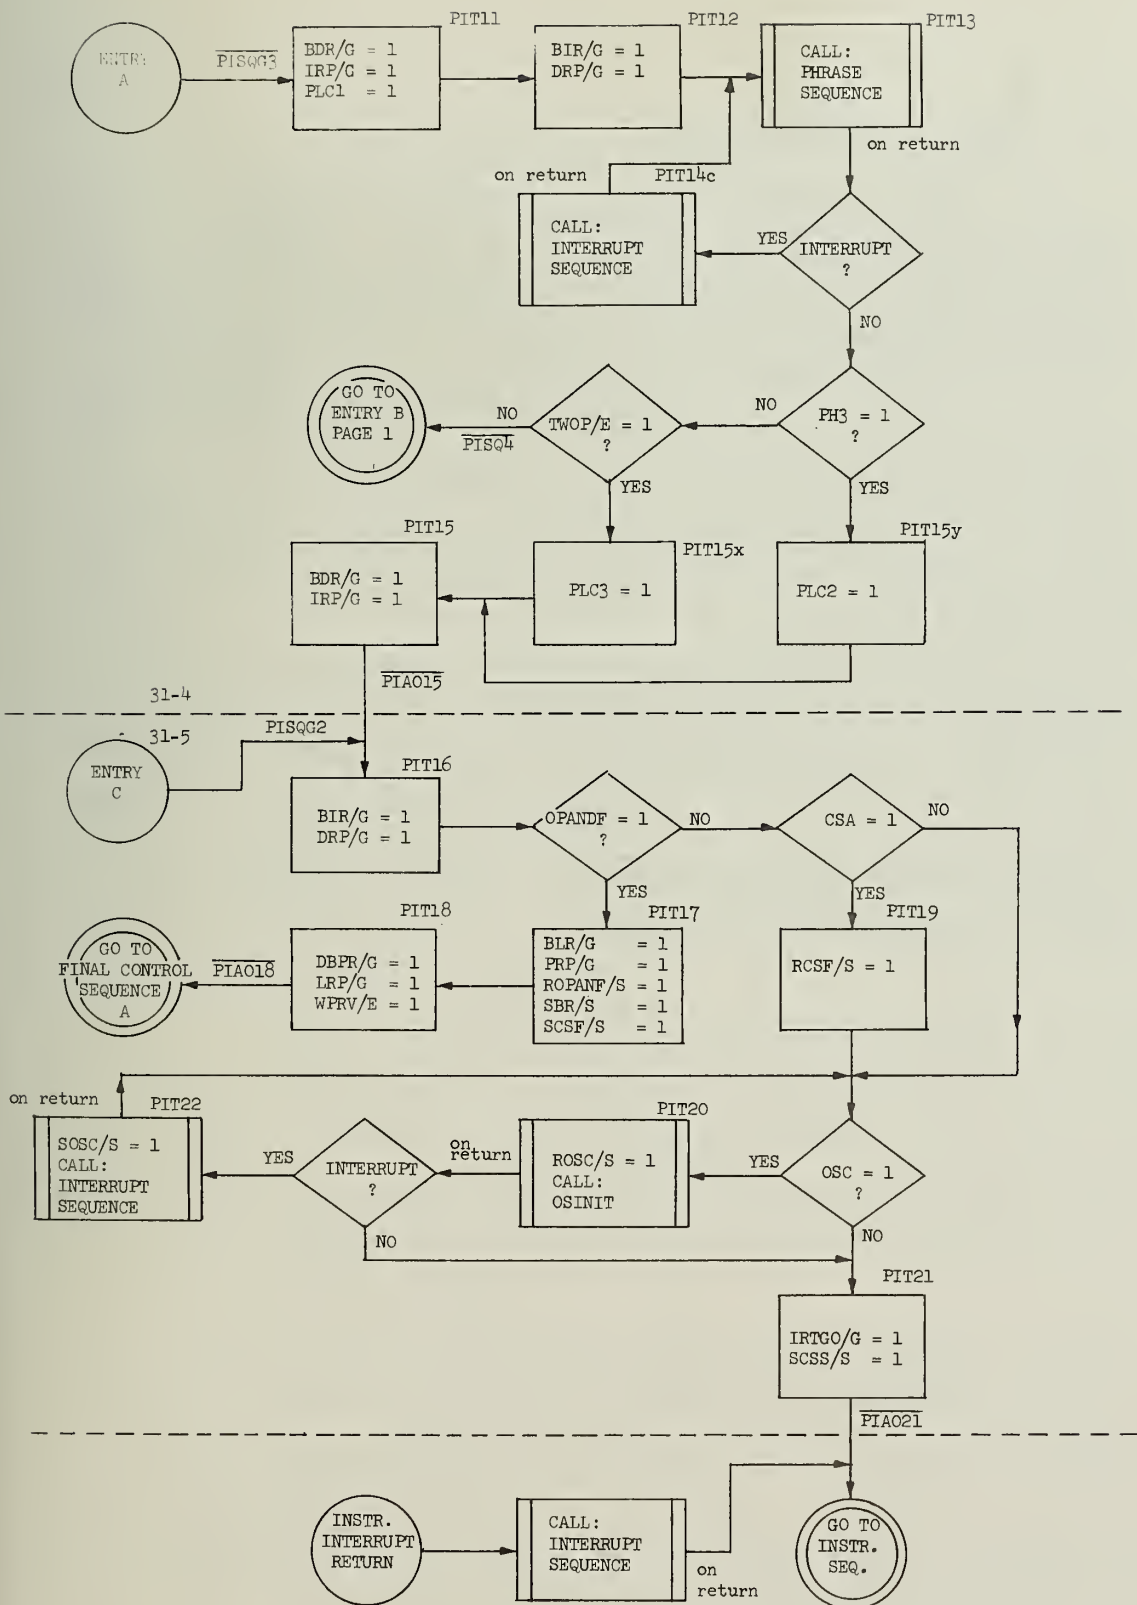 PIT11
PIT12
PIT13
ENTRY
A
PISQG3
BDR/G = 1
IRP/G = 1
PLC1 = 1
BIR/G = 1
DRP/G = 1
CALL:
PHRASE
SEQUENCE
on return
on return
PIT14c
CALL:
INTERRUPT
SEQUENCE
YES
INTERRUPT
?
NO
GO TO
ENTRY B
PAGE 1
NO
PISQ4
TWOP/E = 1
?
NO
PH3 = 1
?
YES
YES
PIT15
PIT15x
PIT15y
BDR/G = 1
IRP/G = 1
PLC3 = 1
PLC2 = 1
PIAO15
31-4
31-5
PISQG2
ENTRY
C
PIT16
BIR/G = 1
DRP/G = 1
OPANDF = 1
?
NO
CSA = 1
NO
YES
YES
PIT18
PIT17
PIT19
GO TO
FINAL CONTROL
SEQUENCE
A
PIAO18
DBPR/G = 1
LRP/G = 1
WPRV/E = 1
BLR/G = 1
PRP/G = 1
ROPANF/S = 1
SBR/S = 1
SCSF/S = 1
RCSF/S = 1
on return
PIT22
PIT20
SOSC/S = 1
CALL:
INTERRUPT
SEQUENCE
YES
INTERRUPT
?
on
return
ROSC/S = 1
CALL:
OSINIT
YES
OSC = 1
?
NO
NO
PIT21
IRTGO/G = 1
SCSS/S = 1
PIAO21
INSTR.
INTERRUPT
RETURN
CALL:
INTERRUPT
SEQUENCE
on
return
GO TO
INSTR.
SEQ.